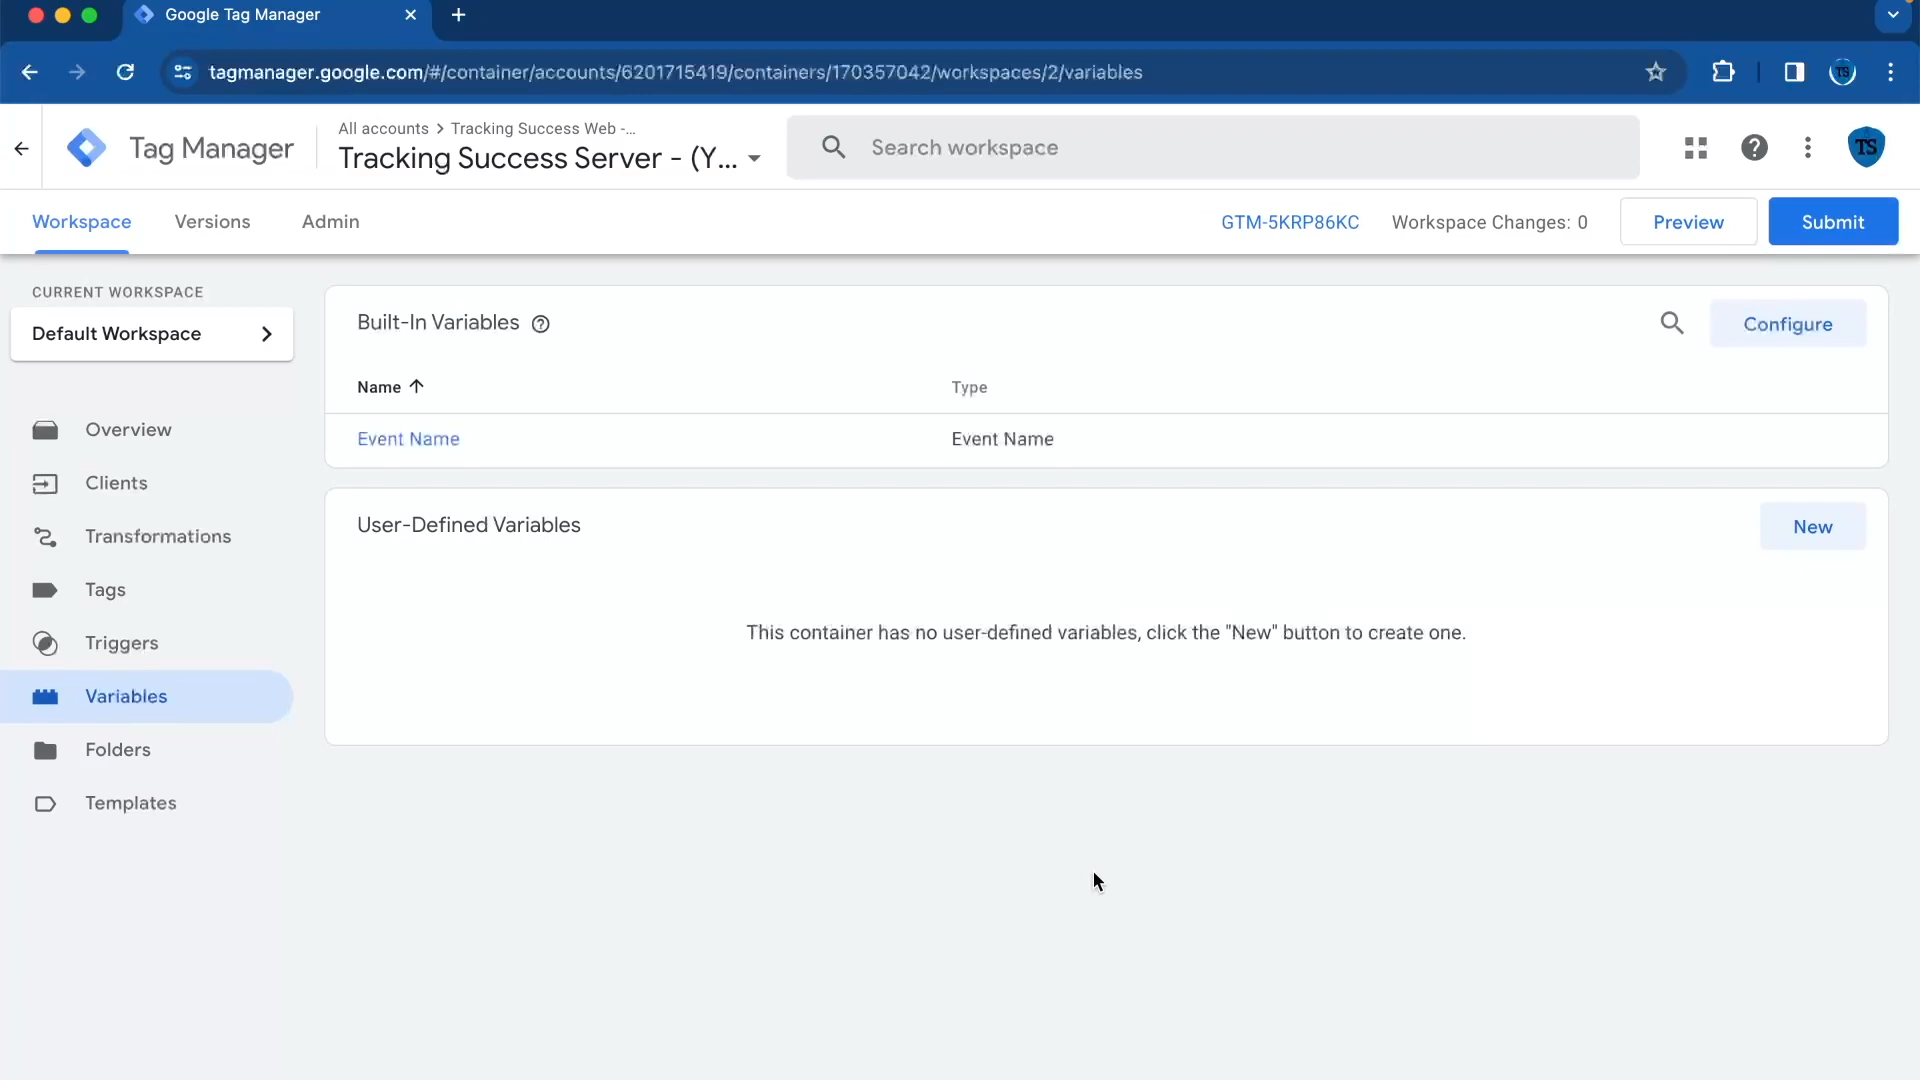 Google Tag Manager
tagmanager.google.com/#/container/accounts/6201715419/containers/170357042/workspaces/2/variables
TS
Tag Manager
All accounts > Tracking Success Web -...
Tracking Success Server - (Y...
Search workspace
TS
Workspace
Versions
Admin
GTM-5KRP86KC
Workspace Changes: 0
Preview
Submit
CURRENT WORKSPACE
Default Workspace
Overview
Clients
Transformations
Tags
Triggers
Variables
Folders
Templates
Built-In Variables
Configure
Name
Type
Event Name
Event Name
User-Defined Variables
New
This container has no user-defined variables, click the "New" button to create one.